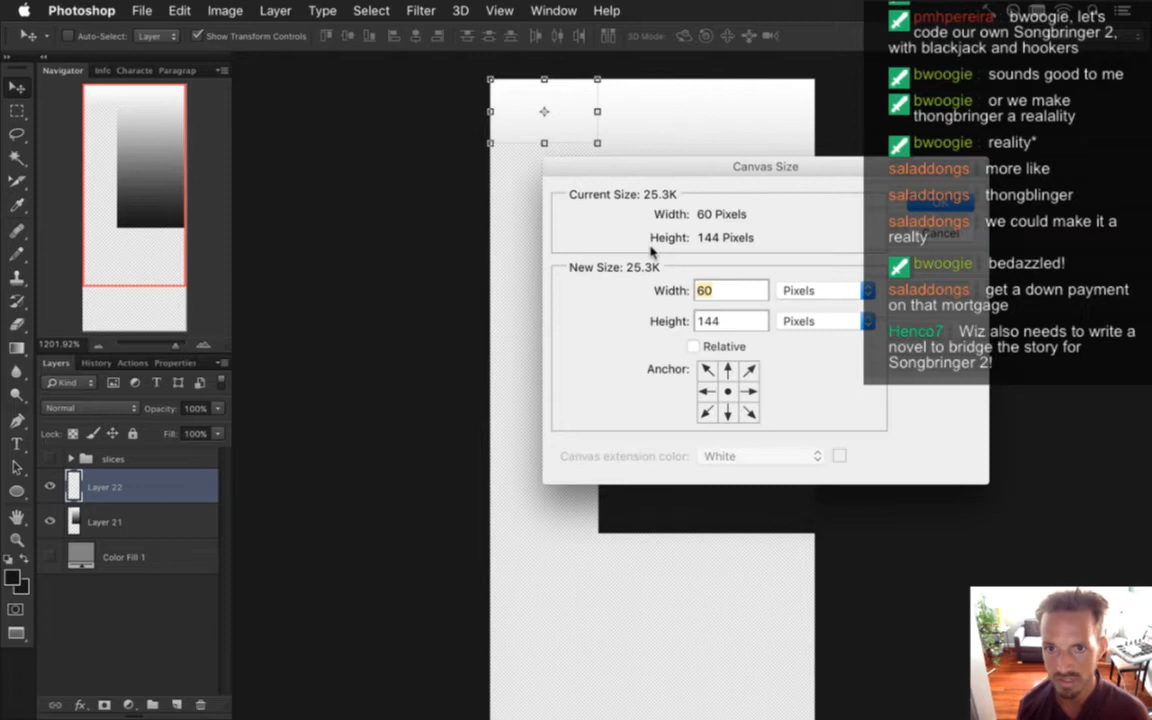 Photoshop File Edit Image Layer Type Select Filter 3D View Window Help
Auto-Select: Layer Show Transform Controls 3D Mode:
Navigator Info Characte Paragrap
1201.92%
Layers History Actions Properties
Kind
Normal Opacity: 100%
Lock: Fill: 100%
slices
Layer 22
Layer 21
Color Fill 1
Canvas Size
Current Size: 25.3K
Width: 60 Pixels
Height: 144 Pixels
New Size: 25.3K
Width: 60 Pixels
Height: 144 Pixels
Relative
Anchor:
Canvas extension color: White
pmhpereira bwoogie, let's
code our own Songbringer 2,
with blackjack and hookers
bwoogie sounds good to me
bwoogie or we make
thongbringer a realality
bwoogie reality*
saladdongs more like
saladdongs thongblinger
saladdongs we could make it a
realty
bwoogie bedazzled!
saladdongs get a down payment
on that mortgage
Henco7 Wiz also needs to write a
novel to bridge the story for
Songbringer 2!